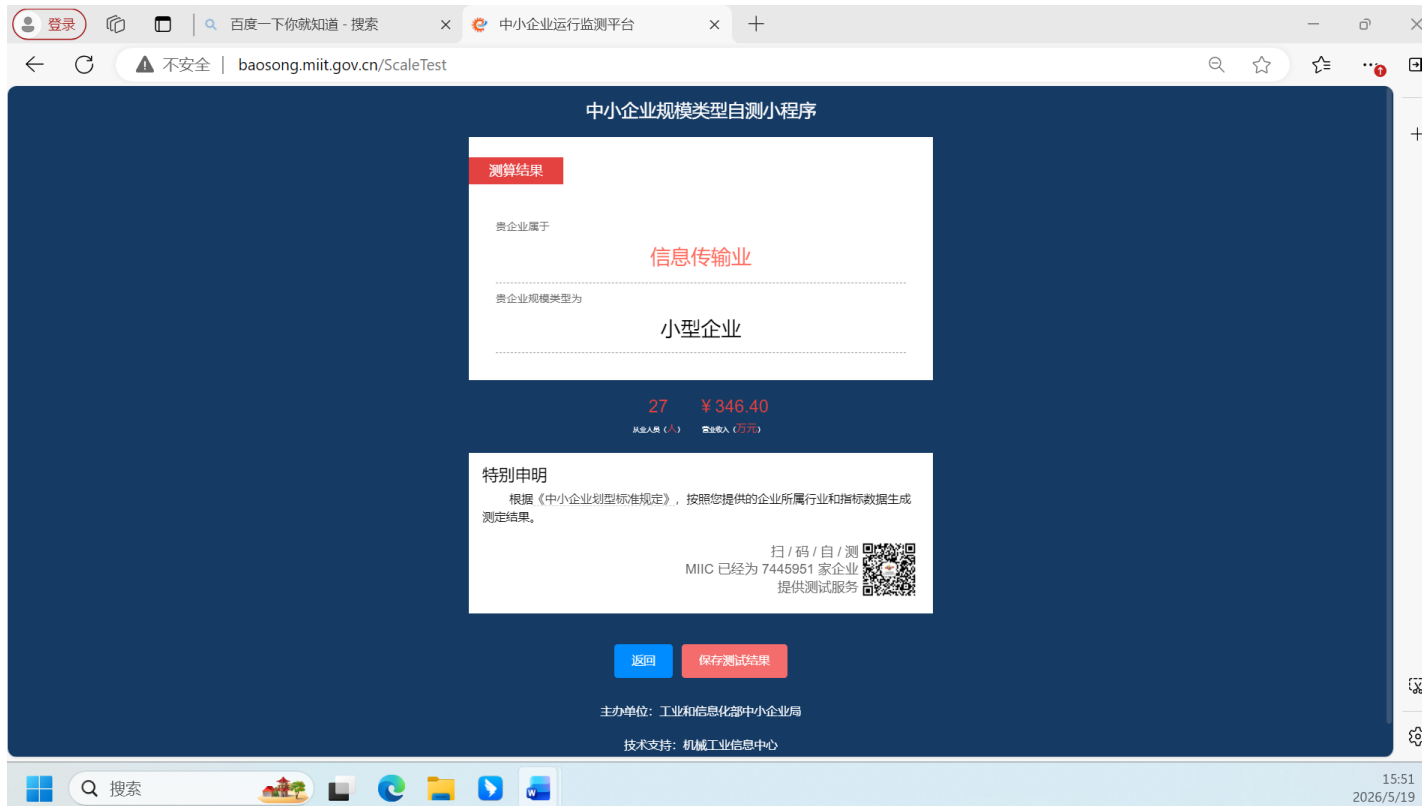 登录
百度一下你就知道 - 搜索
中小企业运行监测平台
不安全
baosong.miit.gov.cn/ScaleTest
中小企业规模类型自测小程序
测算结果
贵企业属于
信息传输业
贵企业规模类型为
小型企业
27 ¥ 346.40
从业人员（人） 营业收入（万元）
特别申明
根据《中小企业划型标准规定》，按照您提供的企业所属行业和指标数据生成
测定结果。
扫 / 码 / 自 / 测
MIIC 已经为 7445951 家企业
提供测试服务
返回 保存测试结果
主办单位：工业和信息化部中小企业局
技术支持：机械工业信息中心
搜索
15:51
2026/5/19